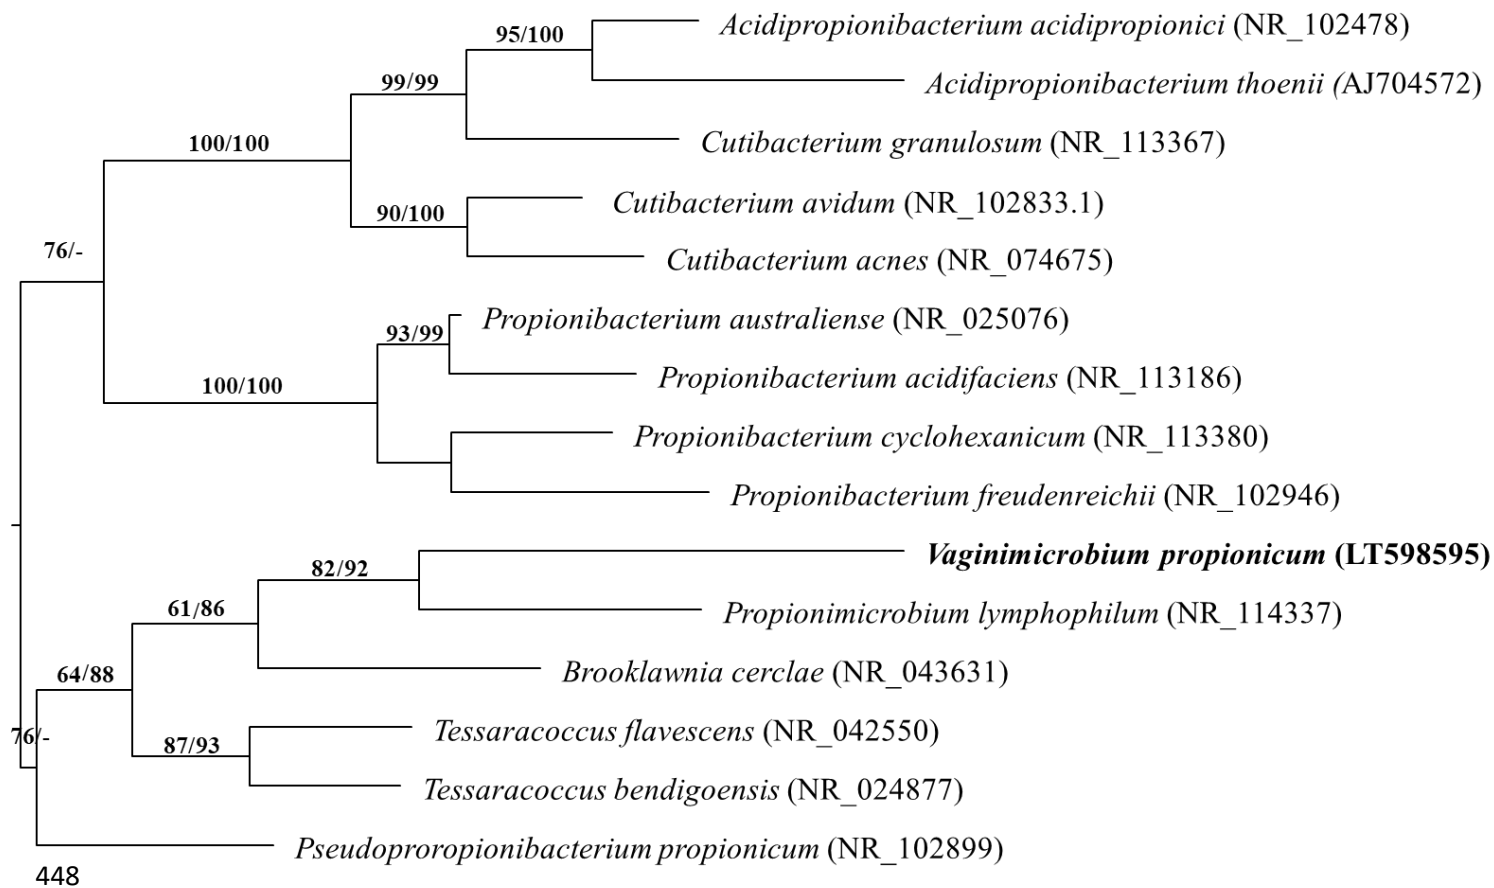 Acidipropionibacterium acidipropionici (NR_102478)
95/100
Acidipropionibacterium thoenii (AJ704572)
99/99
Cutibacterium granulosum (NR_113367)
100/100
Cutibacterium avidum (NR_102833.1)
90/100
Cutibacterium acnes (NR_074675)
76/-
Propionibacterium australiense (NR_025076)
93/99
Propionibacterium acidifaciens (NR_113186)
100/100
Propionibacterium cyclohexanicum (NR_113380)
Propionibacterium freudenreichii (NR_102946)
Vaginimicrobium propionicum (LT598595)
82/92
61/86
Propionimicrobium lymphophilum (NR_114337)
Brooklawnia cerclae (NR_043631)
64/88
Tessaracoccus flavescens (NR_042550)
76/-
87/93
Tessaracoccus bendigoensis (NR_024877)
Pseudoproropionibacterium propionicum (NR_102899)
448